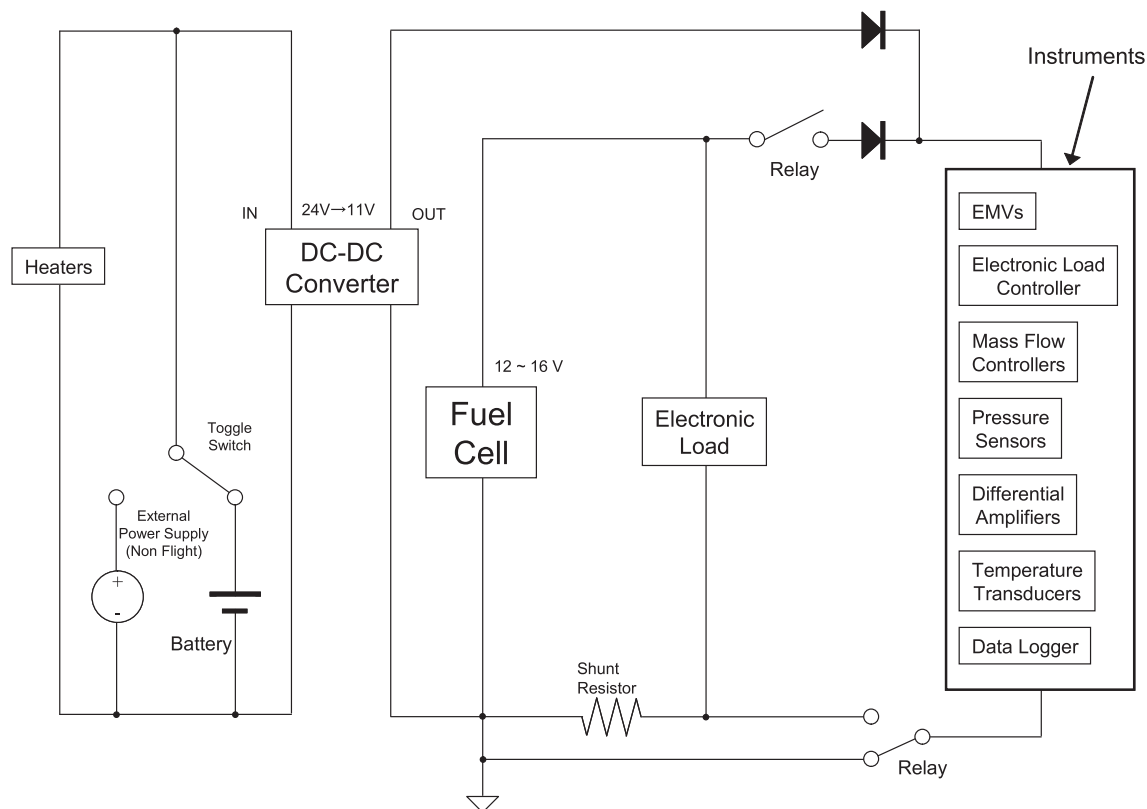 Instruments
Relay
IN
24V→11V
OUT
DC-DC
Converter
Heaters
EMVs
Electronic Load
Controller
Mass Flow
Controllers
Pressure
Sensors
Differential
Amplifiers
Temperature
Transducers
Data Logger
12 ~ 16 V
Fuel
Cell
Electronic
Load
Toggle
Switch
External
Power Supply
(Non Flight)
+
-
Battery
Shunt
Resistor
Relay